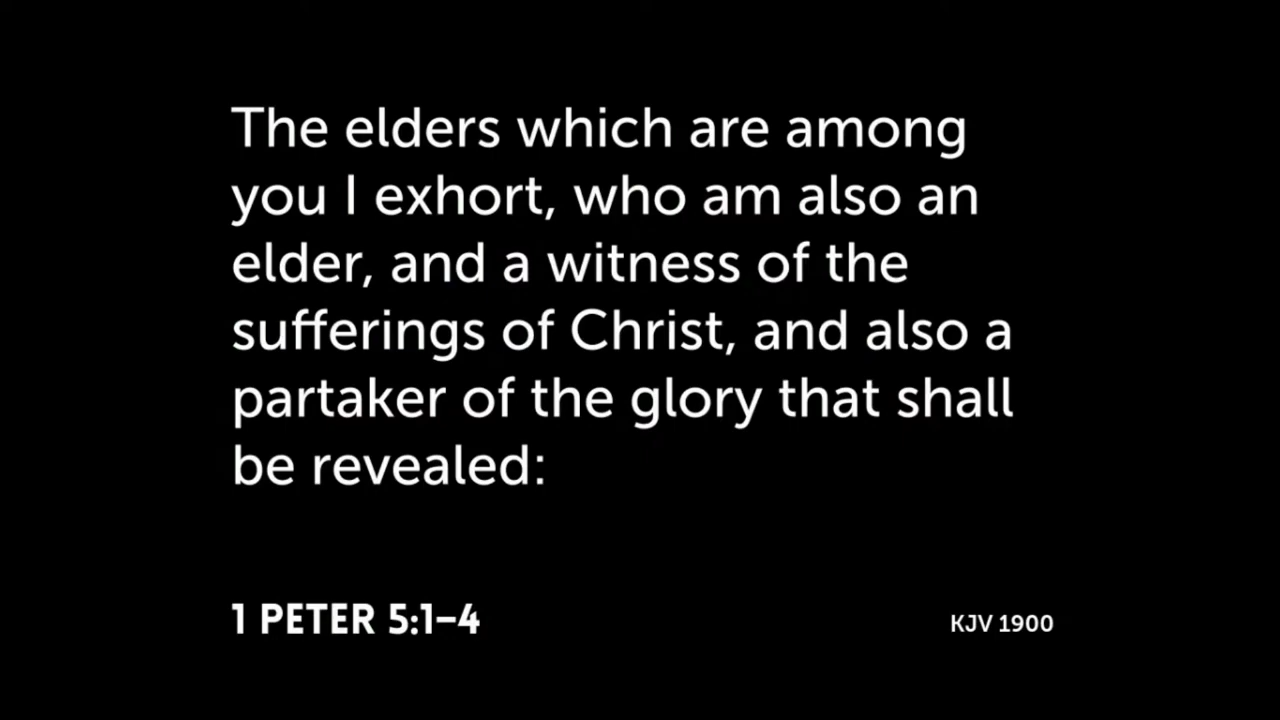 The elders which are among
you I exhort, who am also an
elder, and a witness of the
sufferings of Christ, and also a
partaker of the glory that shall
be revealed:
1 PETER 5:1–4
KJV 1900